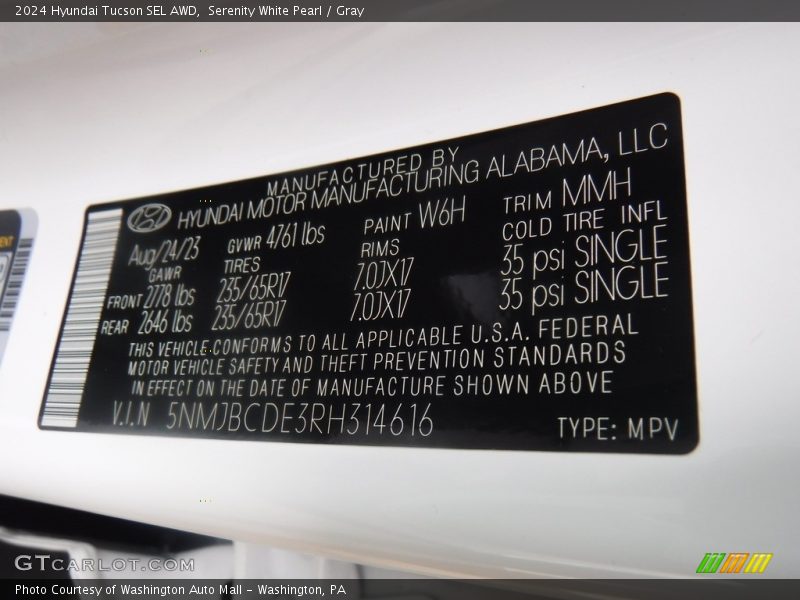 2024 Hyundai Tucson SEL AWD,  Serenity White Pearl / Gray
MANUFACTURED BY
HYUNDAI MOTOR MANUFACTURING ALABAMA, LLC
Aug/24/23 GVWR 4761 lbs PAINT W6H TRIM MMH
GAWR TIRES RIMS COLD TIRE INFL
FRONT 2778 lbs 235/65R17 7.0JX17 35 psi SINGLE
REAR 2646 lbs 235/65R17 7.0JX17 35 psi SINGLE
THIS VEHICLE CONFORMS TO ALL APPLICABLE U.S.A. FEDERAL
MOTOR VEHICLE SAFETY AND THEFT PREVENTION STANDARDS
IN EFFECT ON THE DATE OF MANUFACTURE SHOWN ABOVE
V.I.N 5NMJBCDE3RH314616 TYPE: MPV
GTCARLOT.COM
Photo Courtesy of Washington Auto Mall - Washington, PA